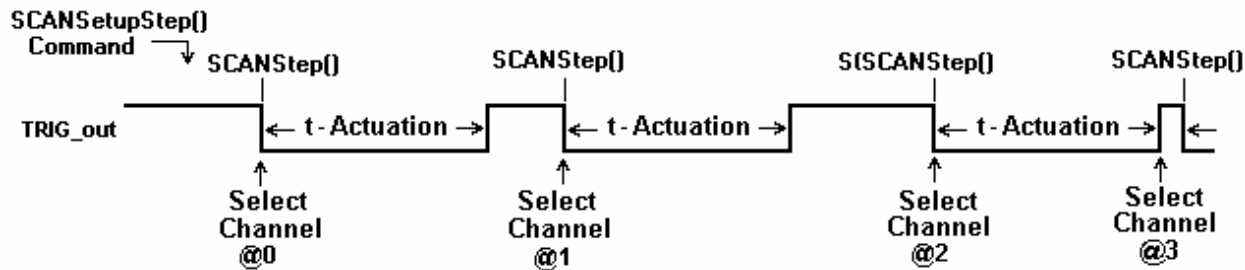 SCANSetupStep()
Command
SCANStep()
SCANStep()
S(SCANStep()
SCANStep()
TRIG_out
t - Actuation
t - Actuation
t - Actuation
Select
Channel
@0
Select
Channel
@1
Select
Channel
@2
Select
Channel
@3